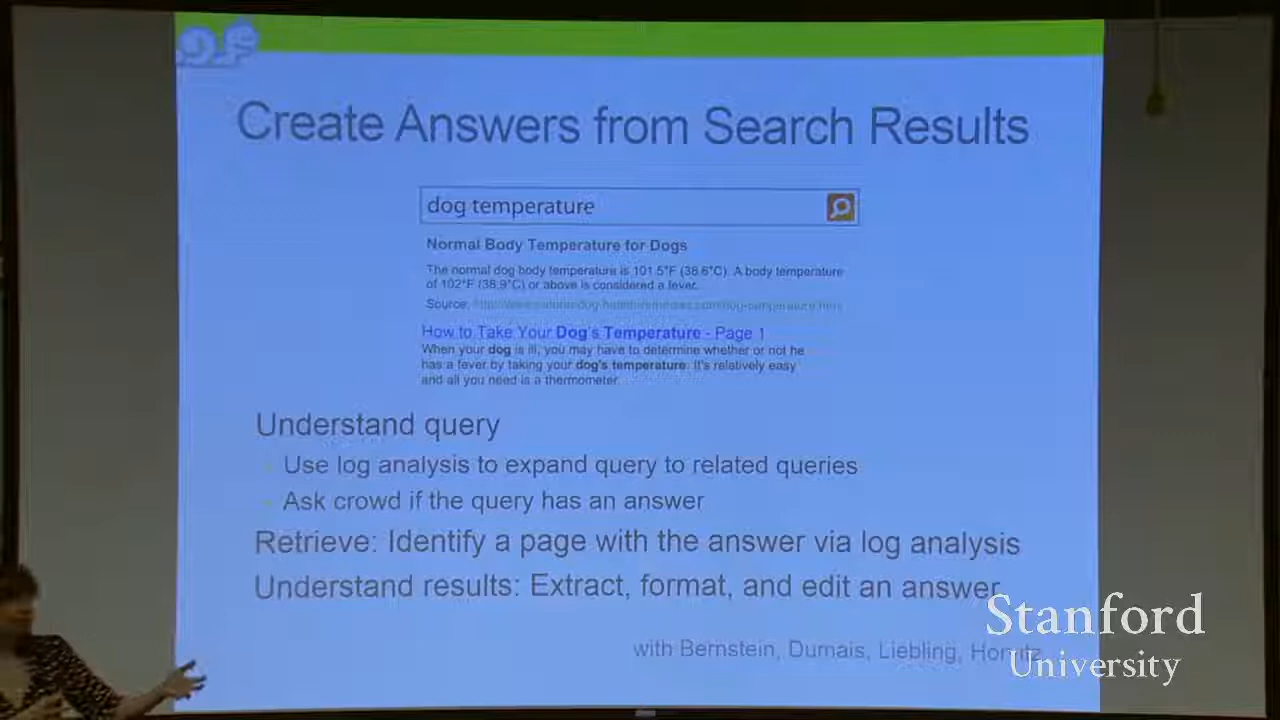 Create Answers from Search Results
dog temperature
Normal Body Temperature for Dogs
The normal dog body temperature is 101.5°F (38.6°C). A body temperature
of 102°F (38.9°C) or above is considered a fever.
Source:
How to Take Your Dog's Temperature - Page 1
When your dog is ill, you may have to determine whether or not he
has a fever by taking your dog's temperature. It's relatively easy
and all you need is a thermometer.
Understand query
Use log analysis to expand query to related queries
Ask crowd if the query has an answer
Retrieve: Identify a page with the answer via log analysis
Understand results: Extract, format, and edit an answer
with Bernstein, Dumais, Liebling,
Stanford
University